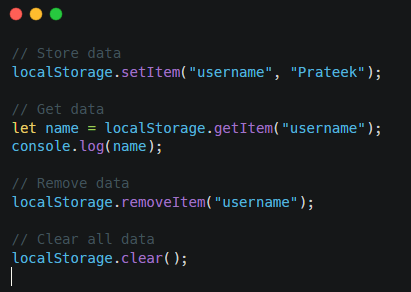 // Store data
localStorage.setItem("username", "Prateek");
// Get data
let name = localStorage.getItem("username");
console.log(name);
// Remove data
localStorage.removeItem("username");
// Clear all data
localStorage.clear();